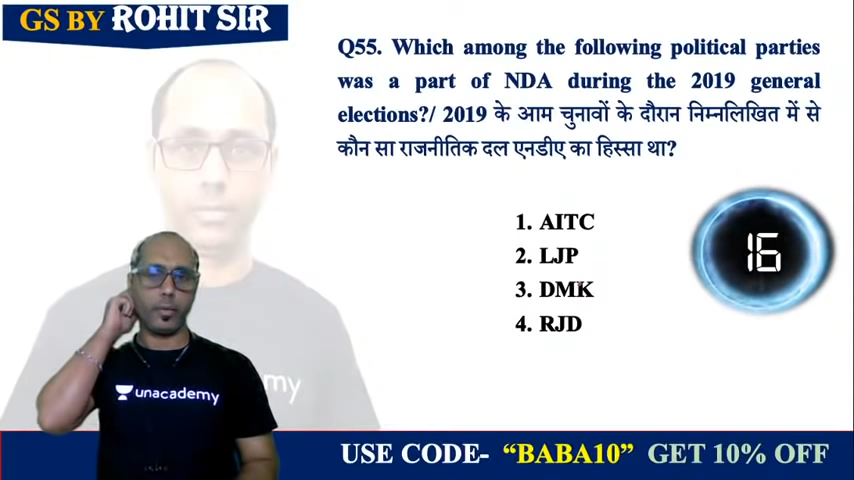 GS BY ROHIT SIR
Q55. Which among the following political parties
was a part of NDA during the 2019 general
elections?/ 2019 के आम चुनावों के दौरान निम्नलिखित में से
कौन सा राजनीतिक दल एनडीए का हिस्सा था?
1. AITC
2. LJP
3. DMK
4. RJD
16
unacademy
my
USE CODE- “BABA10” GET 10% OFF